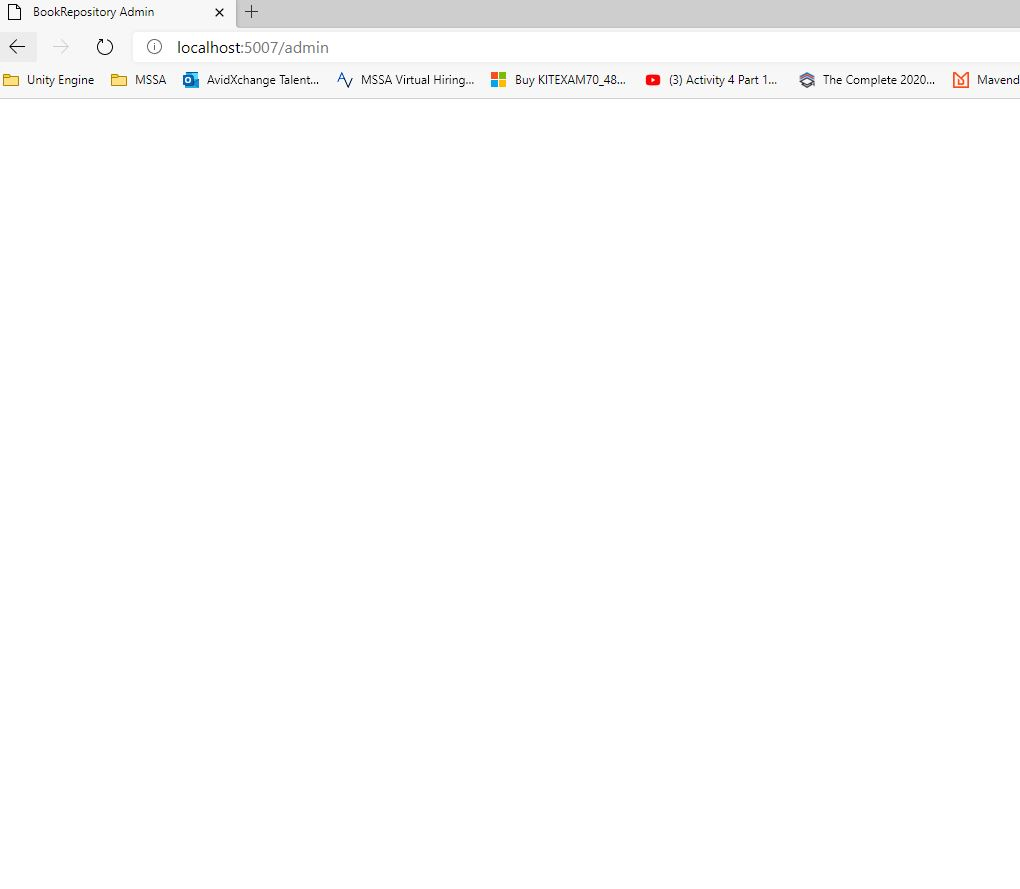 BookRepository Admin
localhost:5007/admin
Unity Engine MSSA AvidXchange Talent... MSSA Virtual Hiring... Buy KITEXAM70_48... (3) Activity 4 Part 1... The Complete 2020... Mavend